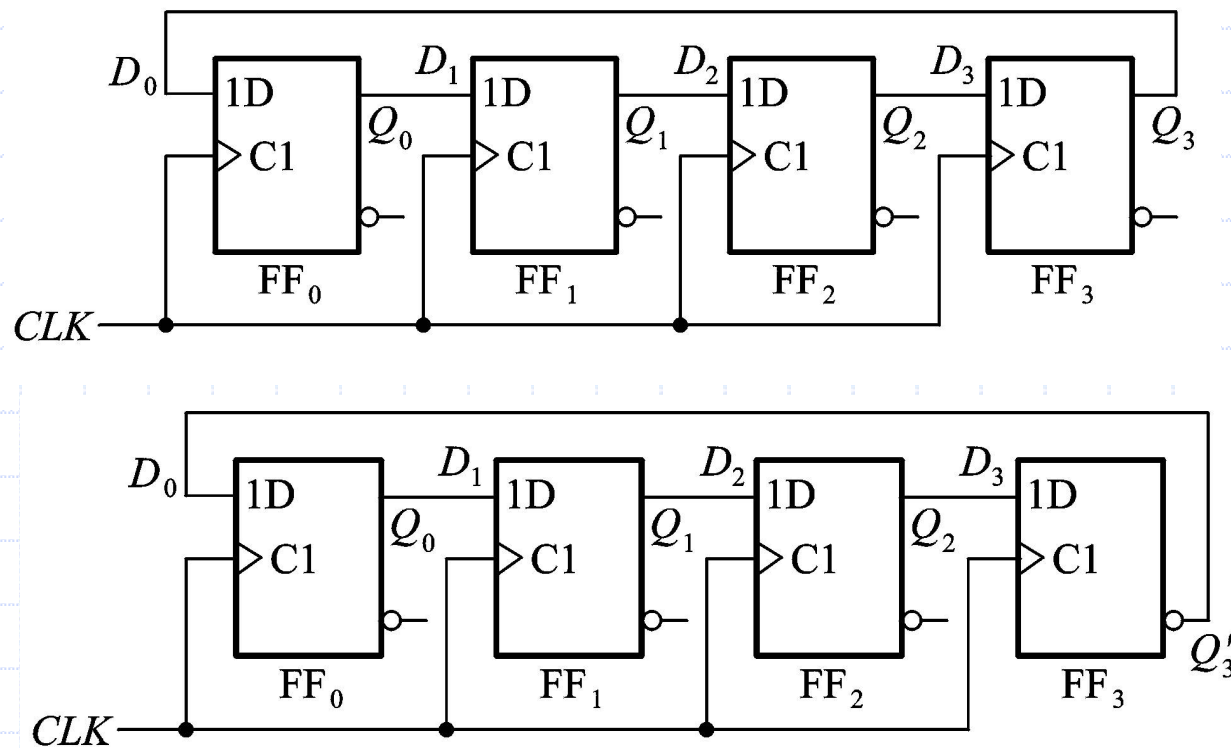 D₀ 1D Q₀ D₁ 1D Q₁ D₂ 1D Q₂ D₃ 1D Q₃
C1 C1 C1 C1
FF₀ FF₁ FF₂ FF₃
CLK
D₀ 1D Q₀ D₁ 1D Q₁ D₂ 1D Q₂ D₃ 1D
C1 C1 C1 C1
Q₃′
FF₀ FF₁ FF₂ FF₃
CLK